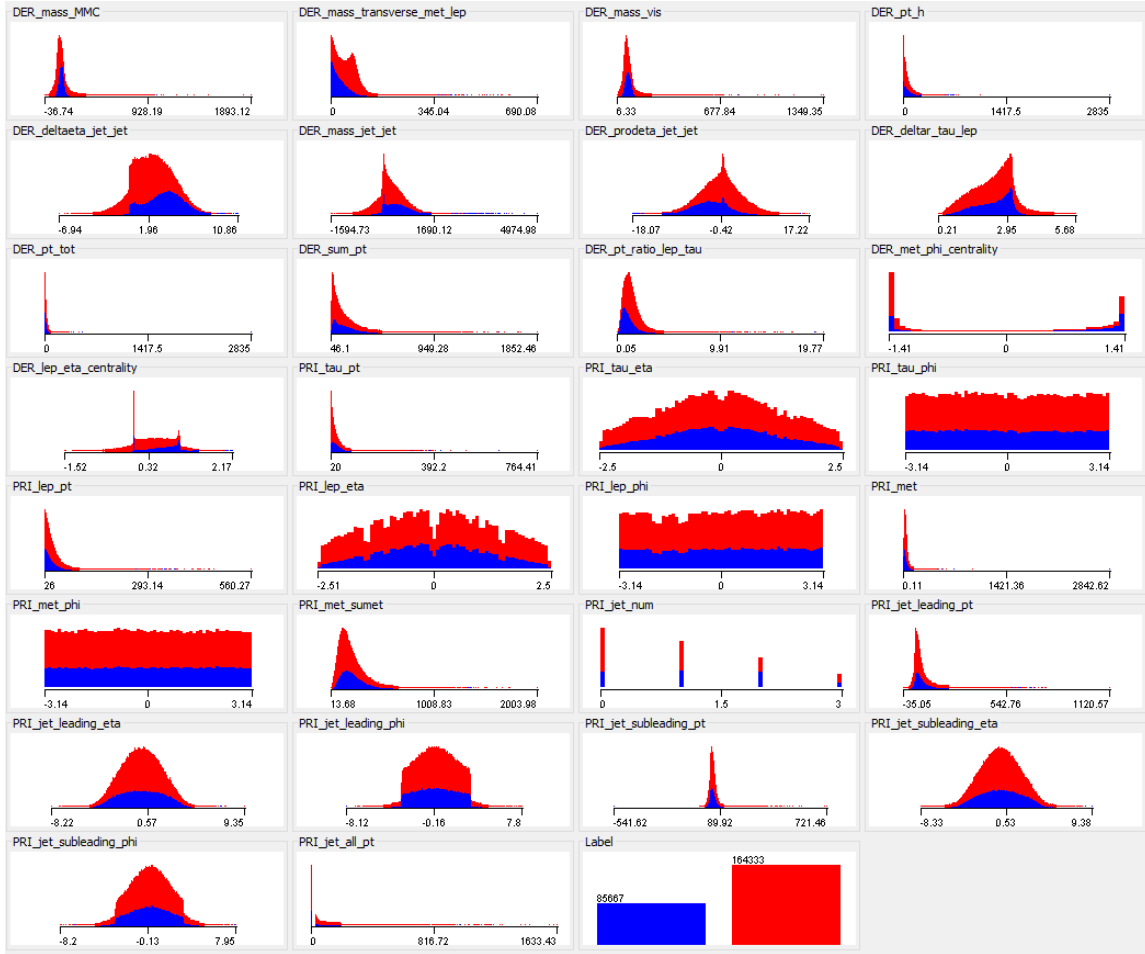 DER_mass_MMC
-36.74 928.19 1893.12
DER_mass_transverse_met_lep
0 345.04 690.08
DER_mass_vis
6.33 677.84 1349.35
DER_pt_h
0 1417.5 2835
DER_deltaeta_jet_jet
-6.94 1.96 10.86
DER_mass_jet_jet
-1594.73 1690.12 4974.98
DER_prodeta_jet_jet
-18.07 -0.42 17.22
DER_deltar_tau_lep
0.21 2.95 5.68
DER_pt_tot
0 1417.5 2835
DER_sum_pt
46.1 949.28 1852.46
DER_pt_ratio_lep_tau
0.05 9.91 19.77
DER_met_phi_centrality
-1.41 0 1.41
DER_lep_eta_centrality
-1.52 0.32 2.17
PRI_tau_pt
20 392.2 764.41
PRI_tau_eta
-2.5 0 2.5
PRI_tau_phi
-3.14 0 3.14
PRI_lep_pt
26 293.14 560.27
PRI_lep_eta
-2.51 0 2.5
PRI_lep_phi
-3.14 0 3.14
PRI_met
0.11 1421.36 2842.62
PRI_met_phi
-3.14 0 3.14
PRI_met_sumet
13.68 1008.83 2003.98
PRI_jet_num
0 1.5 3
PRI_jet_leading_pt
-35.05 542.76 1120.57
PRI_jet_leading_eta
-8.22 0.57 9.35
PRI_jet_leading_phi
-8.12 -0.16 7.8
PRI_jet_subleading_pt
-541.62 89.92 721.46
PRI_jet_subleading_eta
-8.33 0.53 9.38
PRI_jet_subleading_phi
-8.2 -0.13 7.95
PRI_jet_all_pt
0 816.72 1633.43
Label
164333
85667